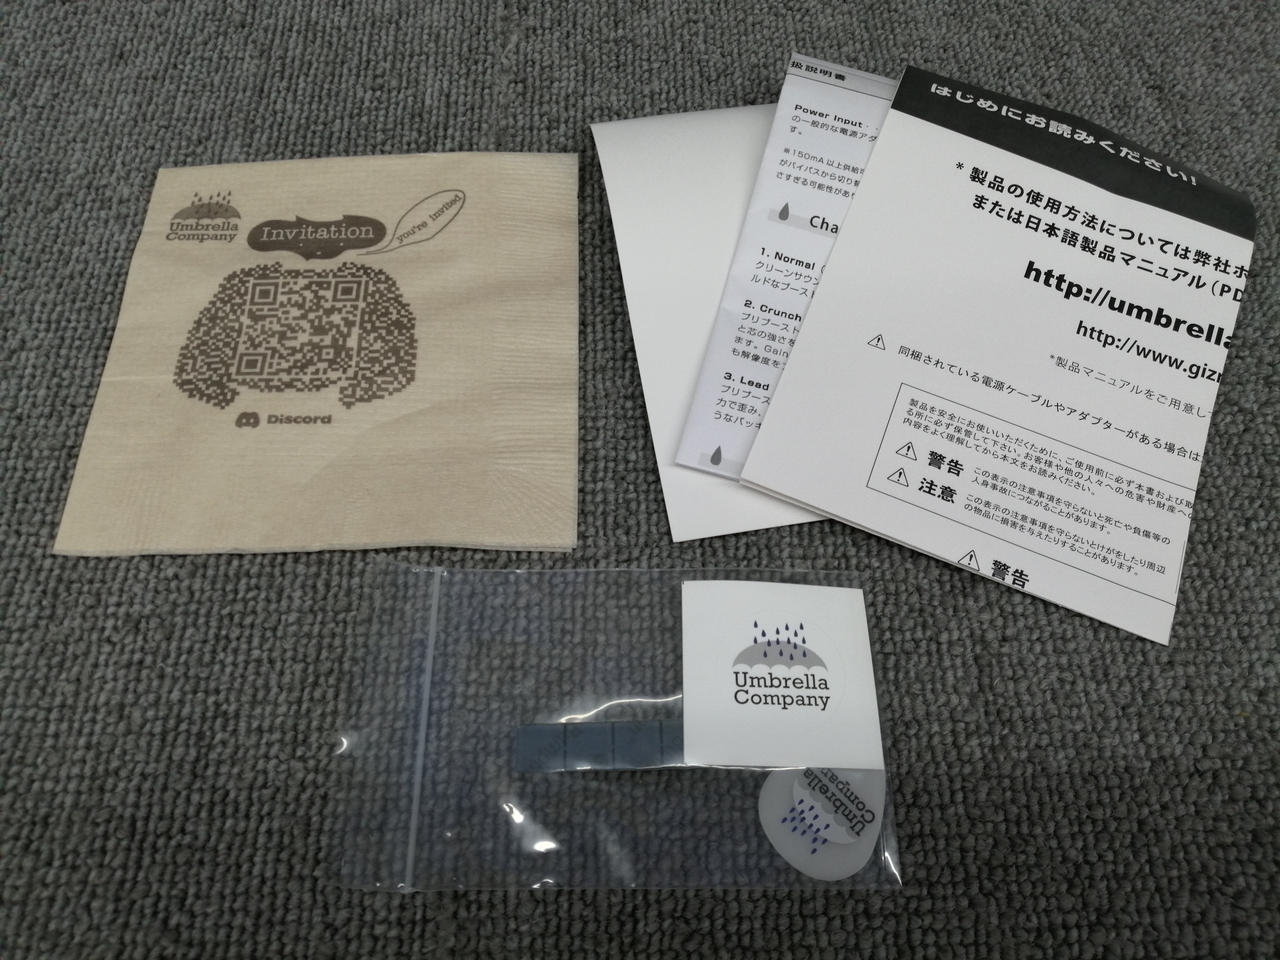 Umbrella
Company
Invitation
you're invited
Discord
扱説明書
Power Input :
の一般的な電源アダ
す。
※150mA 以上供給
がバイパスから切り替
さすぎる可能性があり
Cha
1. Normal (
クリーンサウン
ルドなブースト
2. Crunch
プリブースト
と芯の強さを
ます。Gain
も解像度を
3. Lead
プリブース
力で歪み、
うなバッキ
はじめにお読みください!
* 製品の使用方法については弊社ホ
または日本語製品マニュアル（PD
http://umbrella
http://www.giz
*製品マニュアルをご用意し
同梱されている電源ケーブルやアダプターがある場合は
製品を安全にお使いいただくために、ご使用前に必ず本書および取
る所に必ず保管して下さい。お客様や他の人々への危害や財産への
内容をよく理解してから本文をお読みください。
警告 この表示の注意事項を守らないと死亡や負傷等の
人身事故につながることがあります。
注意 この表示の注意事項を守らないとけがをしたり周辺
の物品に損害を与えたりすることがあります。
警告
Umbrella
Company
Umbrella
Company